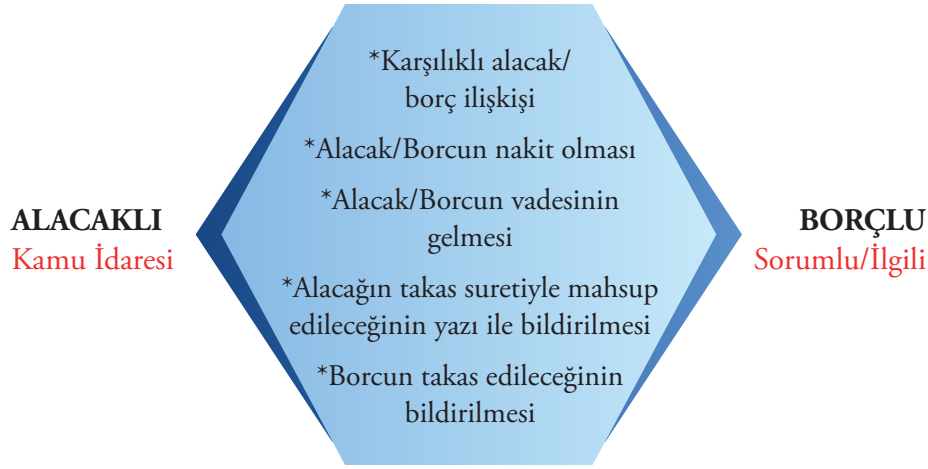 *Karşılıklı alacak/
borç ilişkisi
*Alacak/Borcun nakit olması
*Alacak/Borcun vadesinin
gelmesi
*Alacağın takas suretiyle mahsup
edileceğinin yazı ile bildirilmesi
*Borcun takas edileceğinin
bildirilmesi
ALACAKLI
Kamu İdaresi
BORÇLU
Sorumlu/İlgili